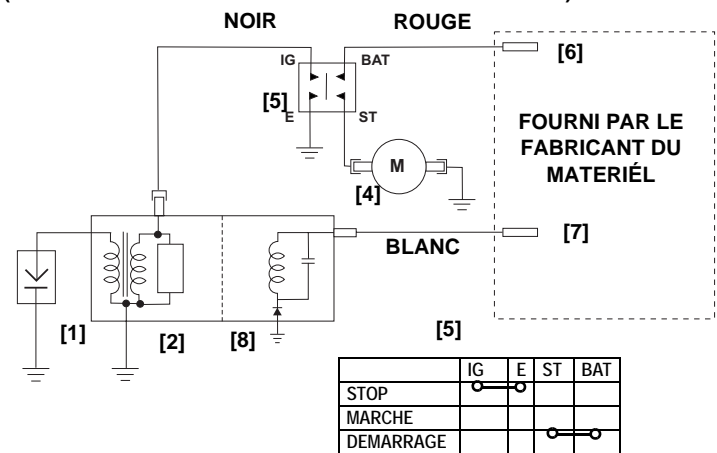 NOIR ROUGE
IG BAT
[6]
[5]
E ST
FOURNI PAR LE
FABRICANT DU
MATERIÉL
M
[4]
[7]
BLANC
[1] [2] [8] [5]
IG E ST BAT
STOP
MARCHE
DEMARRAGE